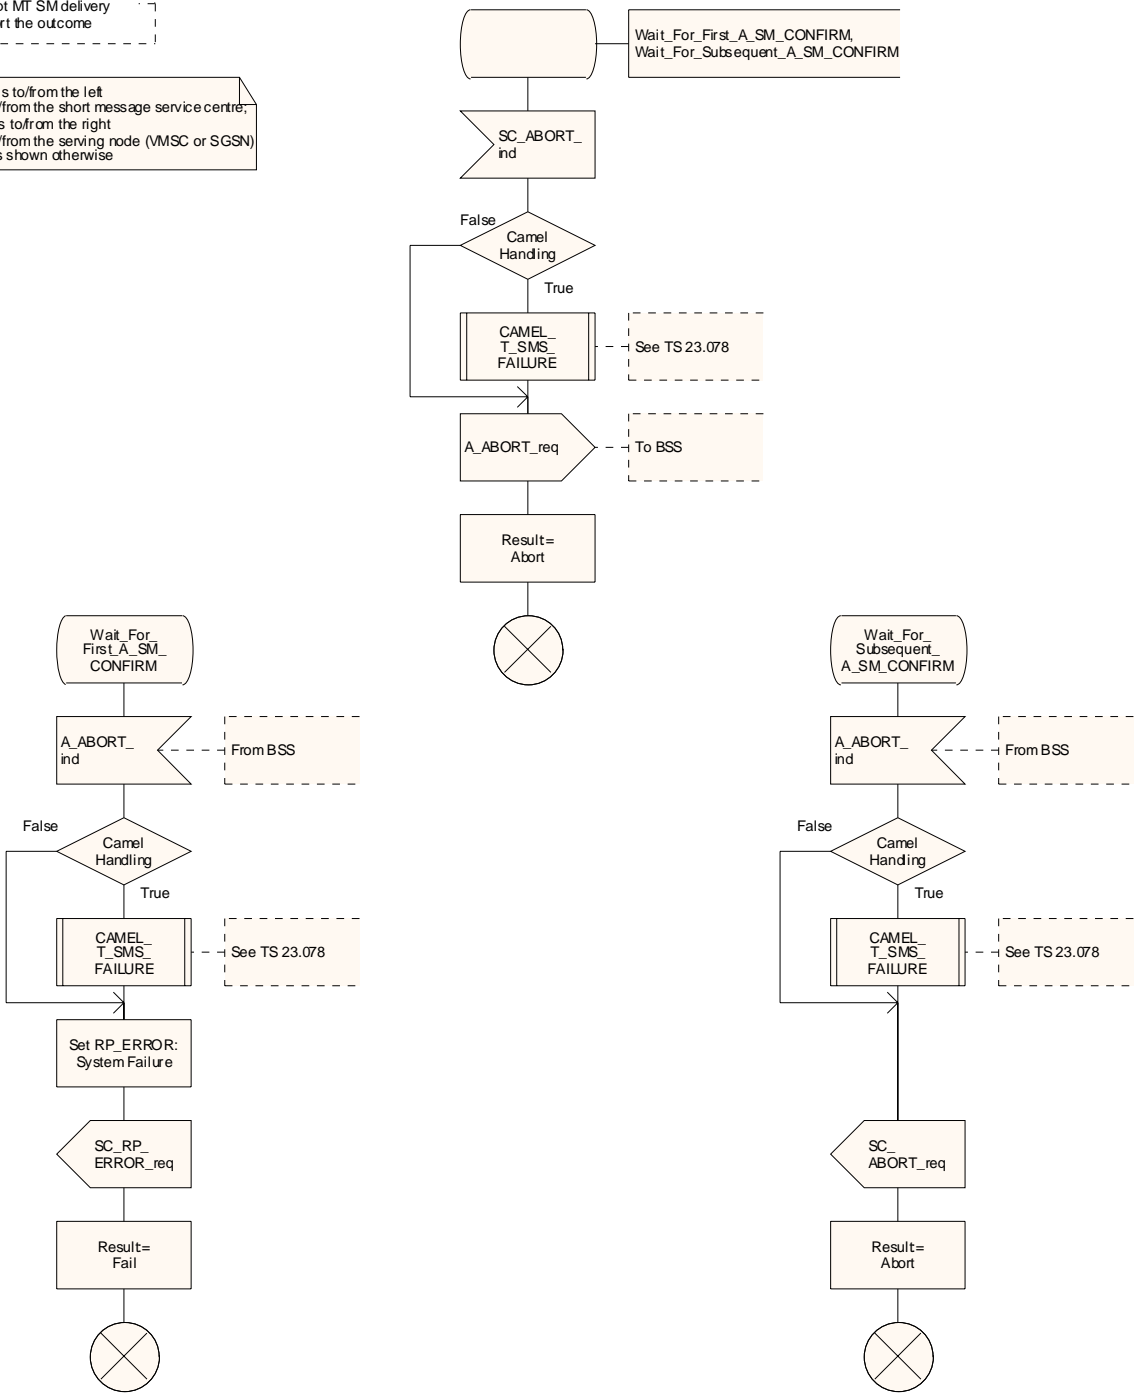 ot MT SM delivery
rt the outcome
s to/from the left
/from the short message service centre;
s to/from the right
/from the serving node (VMSC or SGSN)
s shown otherwise
Wait_For_First_A_SM_CONFIRM,
Wait_For_Subsequent_A_SM_CONFIRM
SC_ABORT_
ind
False
Camel
Handling
True
CAMEL_
T_SMS_
FAILURE
See TS 23.078
A_ABORT_req
To BSS
Result=
Abort
Wait_For_
First_A_SM_
CONFIRM
A_ABORT_
ind
From BSS
False
Camel
Handling
True
CAMEL_
T_SMS_
FAILURE
See TS 23.078
Set RP_ERROR:
System Failure
SC_RP_
ERROR_req
Result=
Fail
Wait_For_
Subsequent_
A_SM_CONFIRM
A_ABORT_
ind
From BSS
False
Camel
Handling
True
CAMEL_
T_SMS_
FAILURE
See TS 23.078
SC_
ABORT_req
Result=
Abort